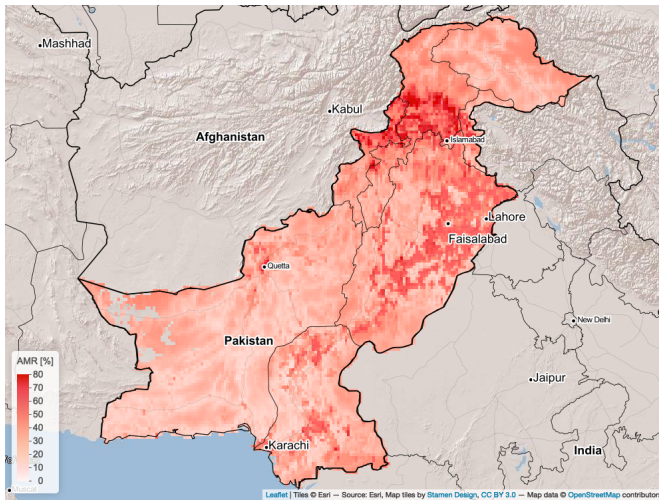 Mashhad
Kabul
Afghanistan
Islamabad
Lahore
Faisalabad
Quetta
New Delhi
Pakistan
Jaipur
AMR [%]
80
70
60
50
40
30
20
10
0
Karachi
India
Muscat
Leaflet | Tiles © Esri — Source: Esri, Map tiles by Stamen Design, CC BY 3.0 — Map data © OpenStreetMap contributor